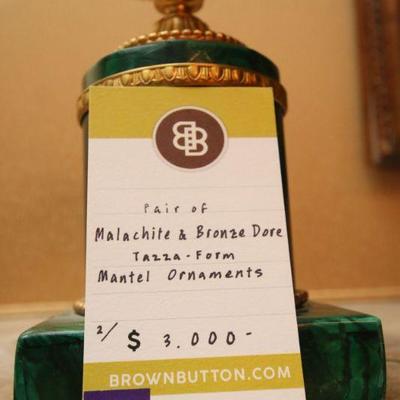 BB
Pair of
Malachite & Bronze Dore
Tazza-Form
Mantel Ornaments
2/ $ 3.000-
BROWNBUTTON.COM